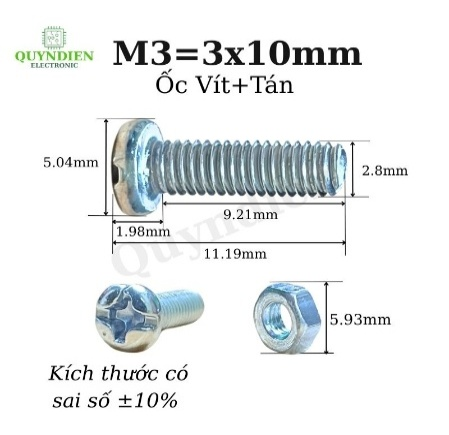 QUYNDIEN
ELECTRONIC
M3=3x10mm
Ốc Vít+Tán
5.04mm
2.8mm
9.21mm
1.98mm
11.19mm
Quyndien
5.93mm
Kích thước có
sai số ±10%